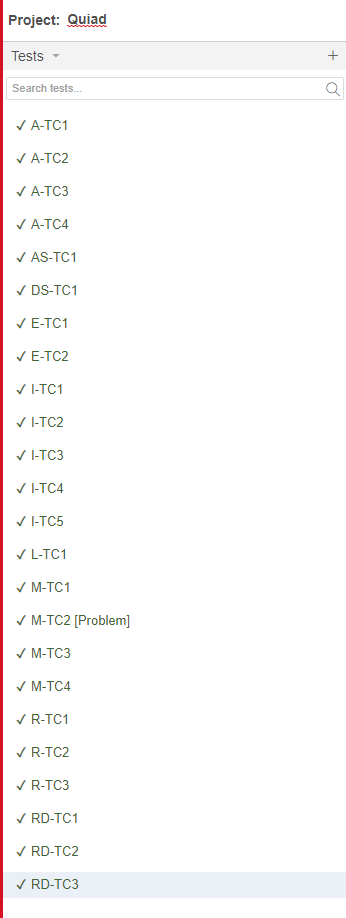 Project: Quiad
Tests
+
Search tests...
✓ A-TC1
✓ A-TC2
✓ A-TC3
✓ A-TC4
✓ AS-TC1
✓ DS-TC1
✓ E-TC1
✓ E-TC2
✓ I-TC1
✓ I-TC2
✓ I-TC3
✓ I-TC4
✓ I-TC5
✓ L-TC1
✓ M-TC1
✓ M-TC2 [Problem]
✓ M-TC3
✓ M-TC4
✓ R-TC1
✓ R-TC2
✓ R-TC3
✓ RD-TC1
✓ RD-TC2
✓ RD-TC3